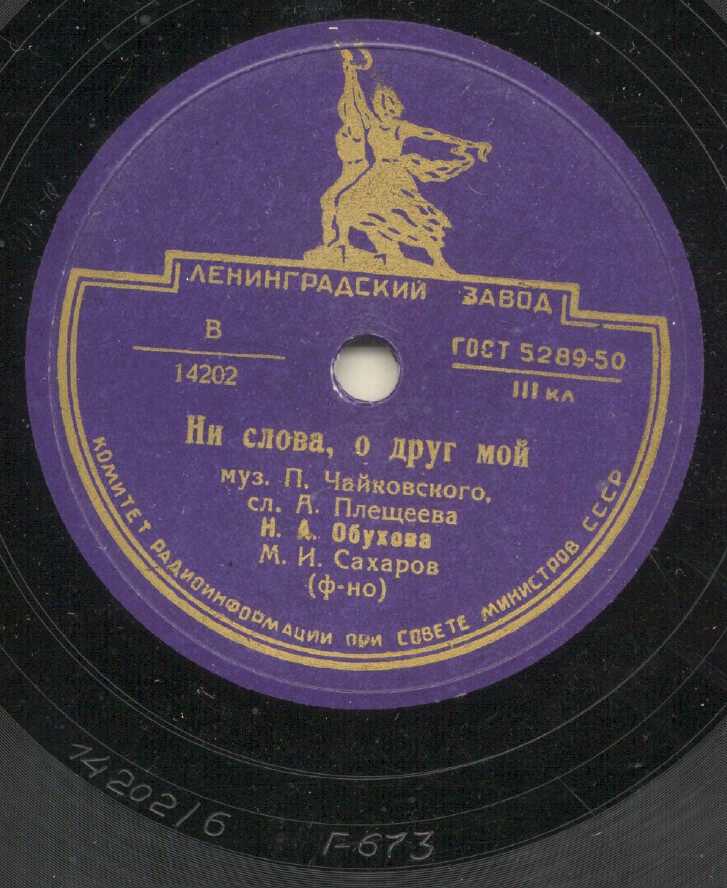 ЛЕНИНГРАДСКИЙ ЗАВОД
В
14202
ГОСТ 5289-50
III кл
Ни слова, о друг мой
муз. П. Чайковского,
сл. А. Плещеева
Н. А. Обухова
М. И. Сахаров
(ф-но)
КОМИТЕТ РАДИОИНФОРМАЦИИ ПРИ СОВЕТЕ МИНИСТРОВ СССР
14202/6
Г-673